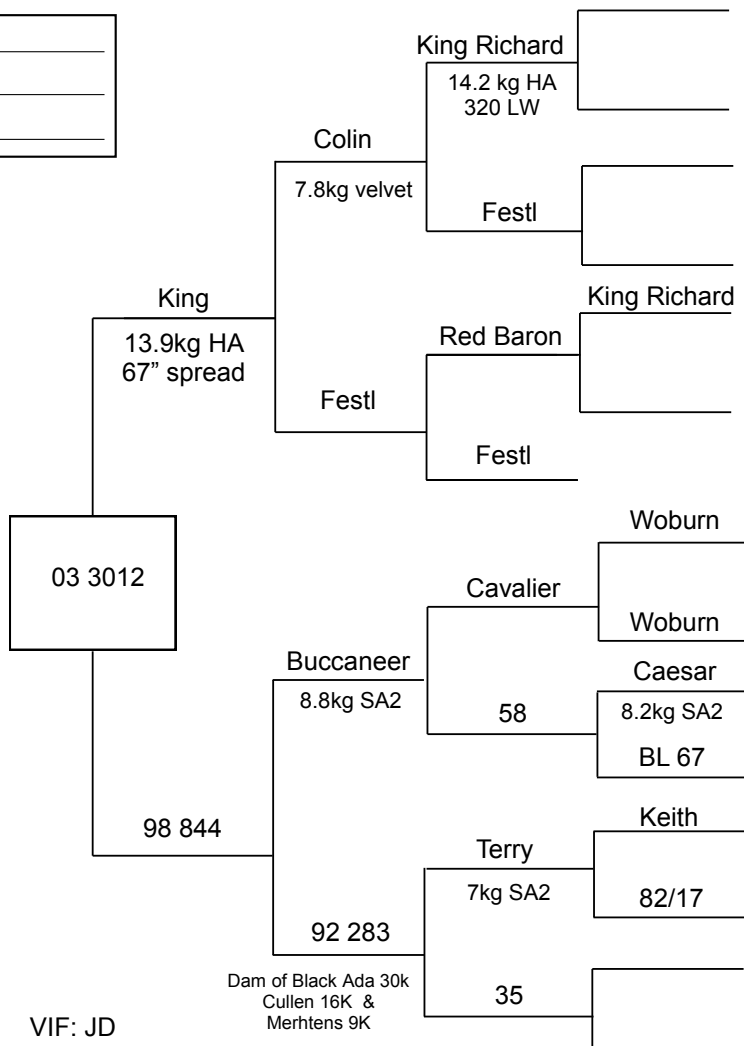 King Richard
14.2 kg HA
320 LW
Colin
7.8kg velvet
Festl
King
13.9kg HA
67” spread
King Richard
Red Baron
Festl
Festl
03 3012
Woburn
Cavalier
Woburn
Buccaneer
8.8kg SA2
Caesar
58
8.2kg SA2
BL 67
98 844
Keith
Terry
7kg SA2
82/17
92 283
Dam of Black Ada 30k
Cullen 16K &
Merhtens 9K
35
VIF: JD